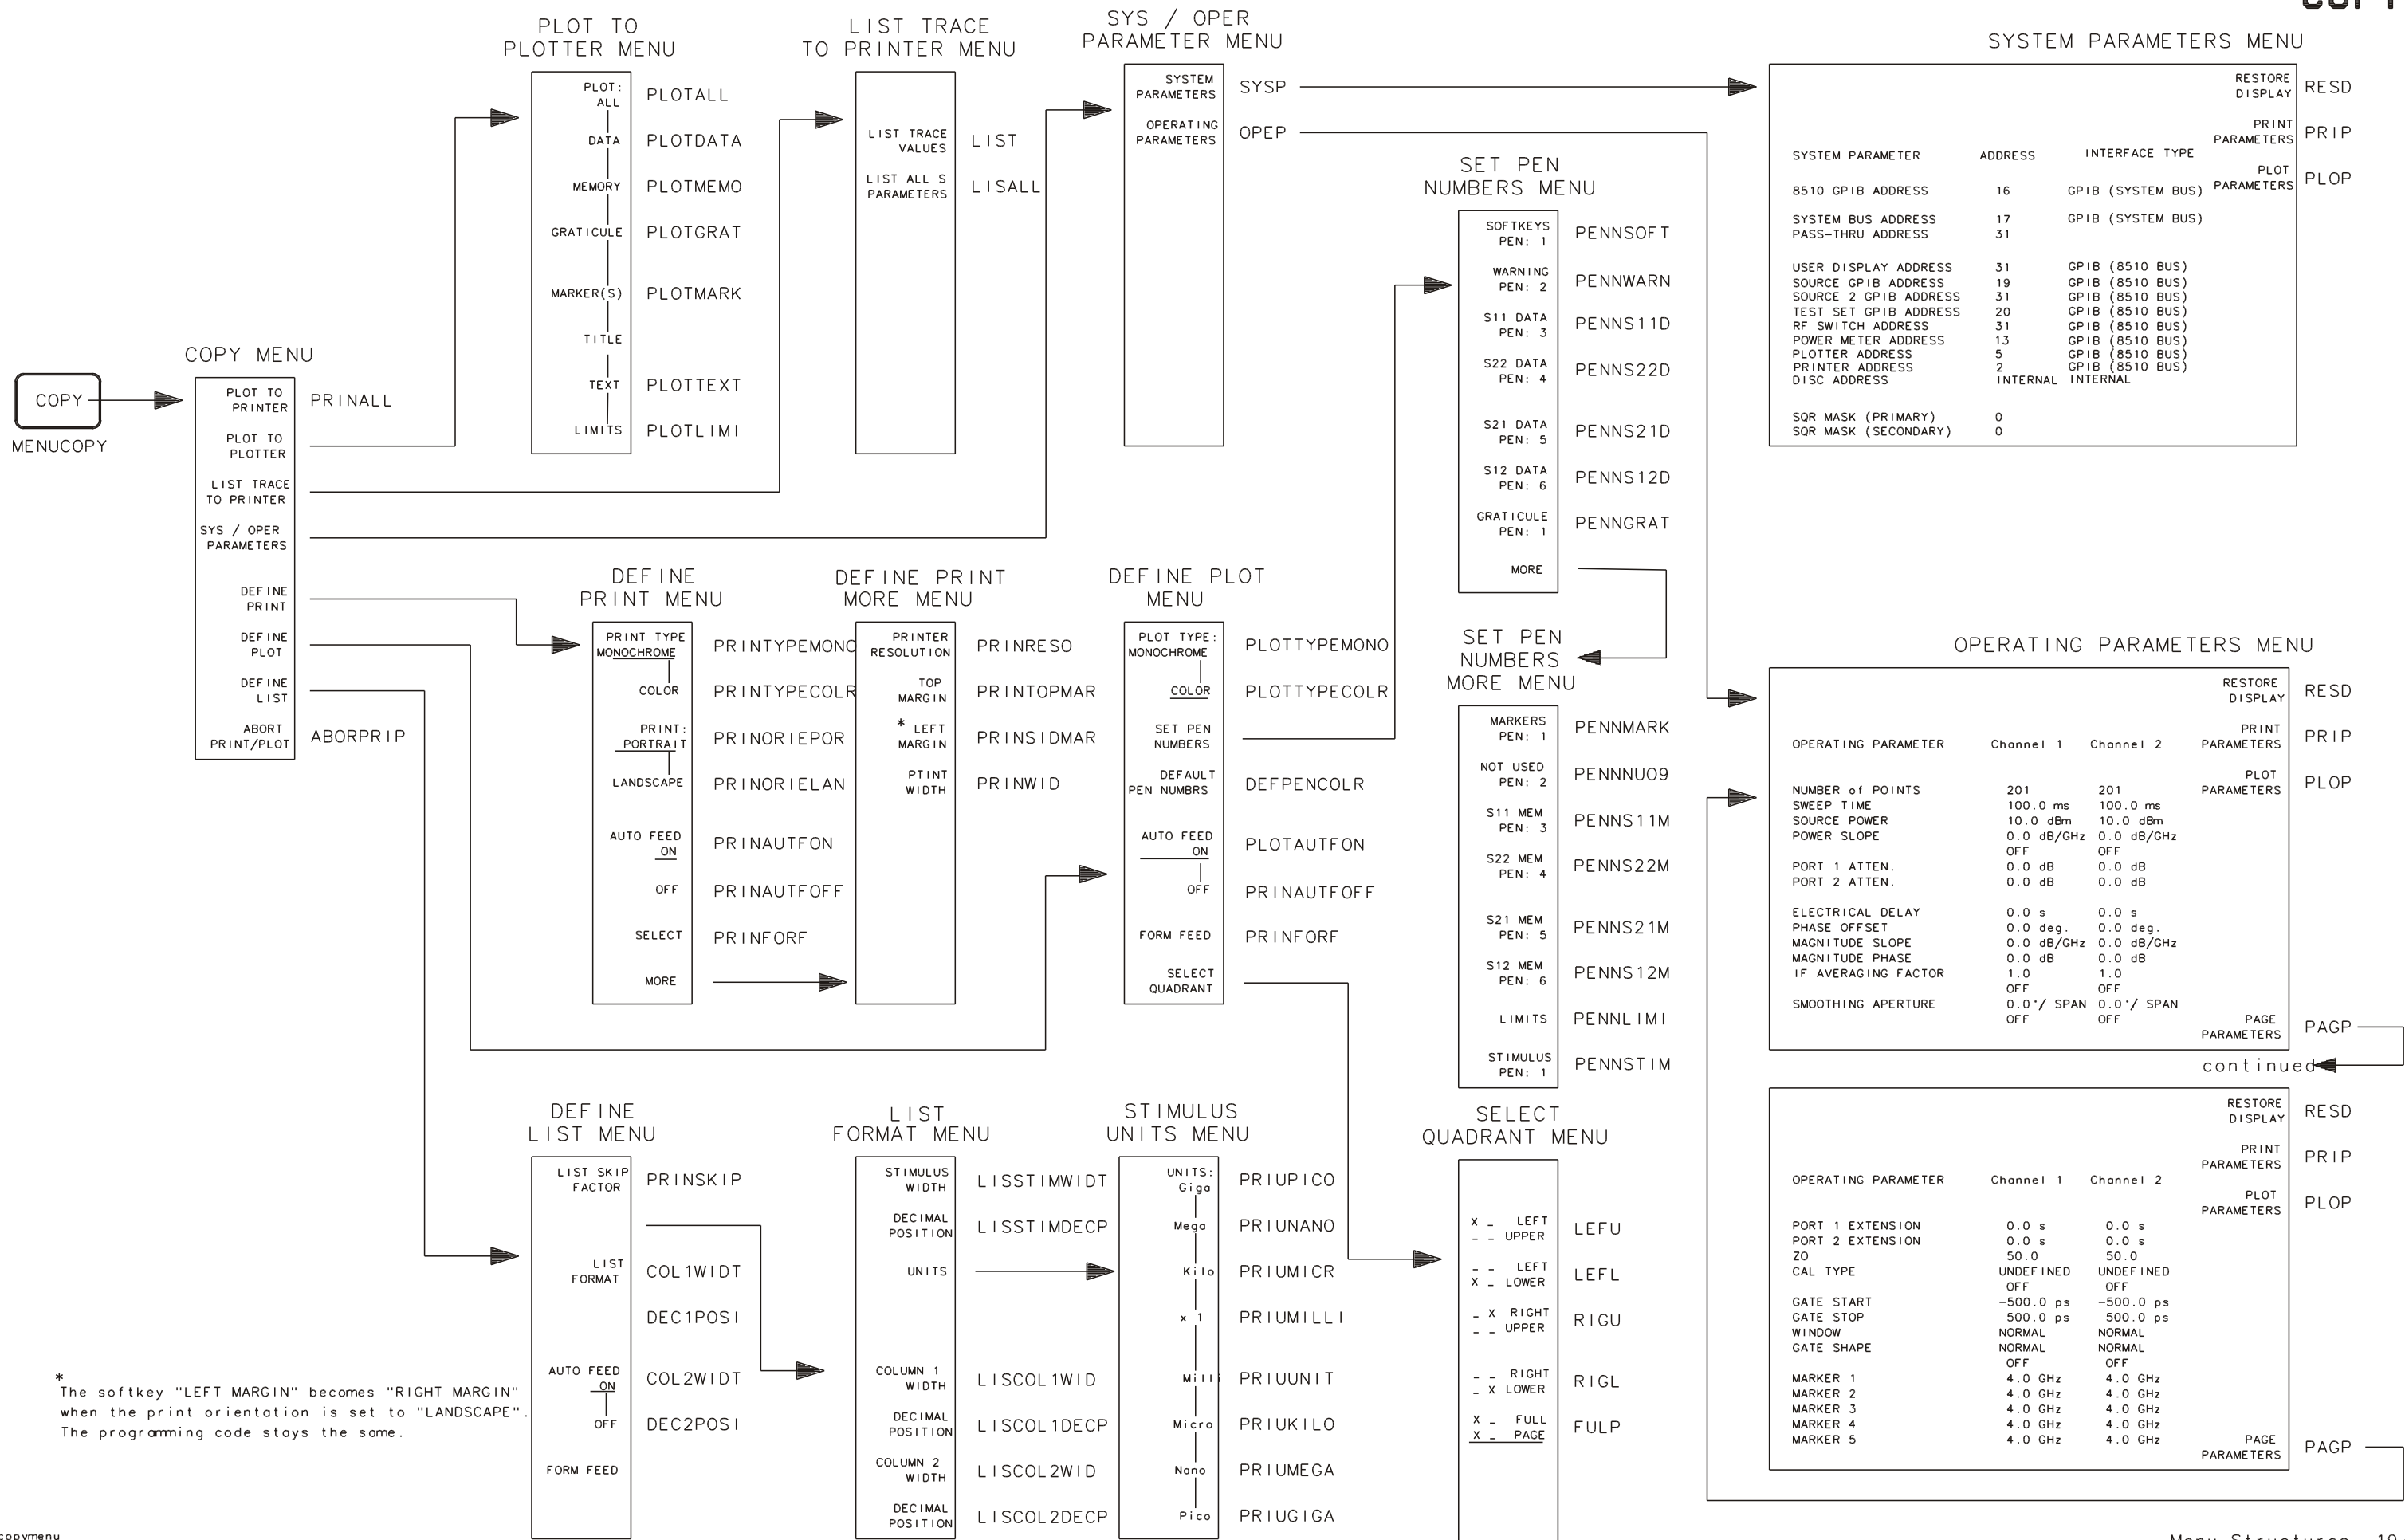 COPY
MENUCOPY
COPY MENU
PLOT TO
PRINTER
PRINALL
PLOT TO
PLOTTER
LIST TRACE
TO PRINTER
SYS / OPER
PARAMETERS
DEFINE
PRINT
DEFINE
PLOT
DEFINE
LIST
ABORT
PRINT/PLOT
ABORPRIP
PLOT TO
PLOTTER MENU
PLOT:
ALL
PLOTALL
DATA
PLOTDATA
MEMORY
PLOTMEMO
GRATICULE
PLOTGRAT
MARKER(S)
PLOTMARK
TITLE
TEXT
PLOTTEXT
LIMITS
PLOTLIMI
LIST TRACE
TO PRINTER MENU
LIST TRACE
VALUES
LIST
LIST ALL S
PARAMETERS
LISALL
SYS / OPER
PARAMETER MENU
SYSTEM
PARAMETERS
SYSP
OPERATING
PARAMETERS
OPEP
SYSTEM PARAMETERS MENU
RESTORE
DISPLAY
RESD
PRINT
PARAMETERS
PRIP
PLOT
PARAMETERS
PLOP
SYSTEM PARAMETER ADDRESS INTERFACE TYPE
8510 GPIB ADDRESS 16 GPIB (SYSTEM BUS)
SYSTEM BUS ADDRESS 17 GPIB (SYSTEM BUS)
PASS-THRU ADDRESS 31
USER DISPLAY ADDRESS 31 GPIB (8510 BUS)
SOURCE GPIB ADDRESS 19 GPIB (8510 BUS)
SOURCE 2 GPIB ADDRESS 31 GPIB (8510 BUS)
TEST SET GPIB ADDRESS 20 GPIB (8510 BUS)
RF SWITCH ADDRESS 31 GPIB (8510 BUS)
POWER METER ADDRESS 13 GPIB (8510 BUS)
PLOTTER ADDRESS 5 GPIB (8510 BUS)
PRINTER ADDRESS 2 GPIB (8510 BUS)
DISC ADDRESS INTERNAL INTERNAL
SQR MASK (PRIMARY) 0
SQR MASK (SECONDARY) 0
SET PEN
NUMBERS MENU
SOFTKEYS
PEN: 1
PENNSOFT
WARNING
PEN: 2
PENNWARN
S11 DATA
PEN: 3
PENNS11D
S22 DATA
PEN: 4
PENNS22D
S21 DATA
PEN: 5
PENNS21D
S12 DATA
PEN: 6
PENNS12D
GRATICULE
PEN: 1
PENNGRAT
MORE
DEFINE
PRINT MENU
PRINT TYPE
MONOCHROME
PRINTYPEMONO
COLOR
PRINTYPECOLR
PRINT:
PORTRAIT
PRINORIEPOR
LANDSCAPE
PRINORIELAN
AUTO FEED
ON
PRINAUTFON
OFF
PRINAUTFOFF
SELECT
PRINFORF
MORE
DEFINE PRINT
MORE MENU
PRINTER
RESOLUTION
PRINRESO
TOP
MARGIN
PRINTOPMAR
* LEFT
MARGIN
PRINSIDMAR
PTINT
WIDTH
PRINWID
DEFINE PLOT
MENU
PLOT TYPE:
MONOCHROME
PLOTTYPEMONO
COLOR
PLOTTYPECOLR
SET PEN
NUMBERS
DEFAULT
PEN NUMBRS
DEFPENCOLR
AUTO FEED
ON
PLOTAUTFON
OFF
PRINAUTFOFF
FORM FEED
PRINFORF
SELECT
QUADRANT
SET PEN
NUMBERS
MORE MENU
MARKERS
PEN: 1
PENNMARK
NOT USED
PEN: 2
PENNNUO9
S11 MEM
PEN: 3
PENNS11M
S22 MEM
PEN: 4
PENNS22M
S21 MEM
PEN: 5
PENNS21M
S12 MEM
PEN: 6
PENNS12M
LIMITS
PENNLIMI
STIMULUS
PEN: 1
PENNSTIM
OPERATING PARAMETERS MENU
RESTORE
DISPLAY
RESD
PRINT
PARAMETERS
PRIP
PLOT
PARAMETERS
PLOP
OPERATING PARAMETER Channel 1 Channel 2
NUMBER of POINTS 201 201
SWEEP TIME 100.0 ms 100.0 ms
SOURCE POWER 10.0 dBm 10.0 dBm
POWER SLOPE 0.0 dB/GHz 0.0 dB/GHz
OFF OFF
PORT 1 ATTEN. 0.0 dB 0.0 dB
PORT 2 ATTEN. 0.0 dB 0.0 dB
ELECTRICAL DELAY 0.0 s 0.0 s
PHASE OFFSET 0.0 deg. 0.0 deg.
MAGNITUDE SLOPE 0.0 dB/GHz 0.0 dB/GHz
MAGNITUDE PHASE 0.0 dB 0.0 dB
IF AVERAGING FACTOR 1.0 1.0
OFF OFF
SMOOTHING APERTURE 0.0°/ SPAN 0.0°/ SPAN
OFF OFF
PAGE
PARAMETERS
PAGP
continued
RESTORE
DISPLAY
RESD
PRINT
PARAMETERS
PRIP
PLOT
PARAMETERS
PLOP
OPERATING PARAMETER Channel 1 Channel 2
PORT 1 EXTENSION 0.0 s 0.0 s
PORT 2 EXTENSION 0.0 s 0.0 s
ZO 50.0 50.0
CAL TYPE UNDEFINED UNDEFINED
OFF OFF
GATE START -500.0 ps -500.0 ps
GATE STOP 500.0 ps 500.0 ps
WINDOW NORMAL NORMAL
GATE SHAPE NORMAL NORMAL
OFF OFF
MARKER 1 4.0 GHz 4.0 GHz
MARKER 2 4.0 GHz 4.0 GHz
MARKER 3 4.0 GHz 4.0 GHz
MARKER 4 4.0 GHz 4.0 GHz
MARKER 5 4.0 GHz 4.0 GHz
PAGE
PARAMETERS
PAGP
DEFINE
LIST MENU
LIST SKIP
FACTOR
PRINSKIP
LIST
FORMAT
COL1WIDT
DEC1POSI
AUTO FEED
ON
COL2WIDT
OFF
DEC2POSI
FORM FEED
LIST
FORMAT MENU
STIMULUS
WIDTH
LISSTIMWIDT
DECIMAL
POSITION
LISSTIMDECP
UNITS
COLUMN 1
WIDTH
LISCOL1WID
DECIMAL
POSITION
LISCOL1DECP
COLUMN 2
WIDTH
LISCOL2WID
DECIMAL
POSITION
LISCOL2DECP
STIMULUS
UNITS MENU
UNITS:
Giga
PRIUPICO
Mega
PRIUNANO
Kilo
PRIUMICR
x 1
PRIUMILLI
Milli
PRIUUNIT
Micro
PRIUKILO
Nano
PRIUMEGA
Pico
PRIUGIGA
SELECT
QUADRANT MENU
X _ LEFT
_ _ UPPER
LEFU
_ _ LEFT
X _ LOWER
LEFL
_ X RIGHT
_ _ UPPER
RIGU
_ _ RIGHT
_ X LOWER
RIGL
X _ FULL
X _ PAGE
FULP
*
The softkey "LEFT MARGIN" becomes "RIGHT MARGIN"
when the print orientation is set to "LANDSCAPE".
The programming code stays the same.
copymenu